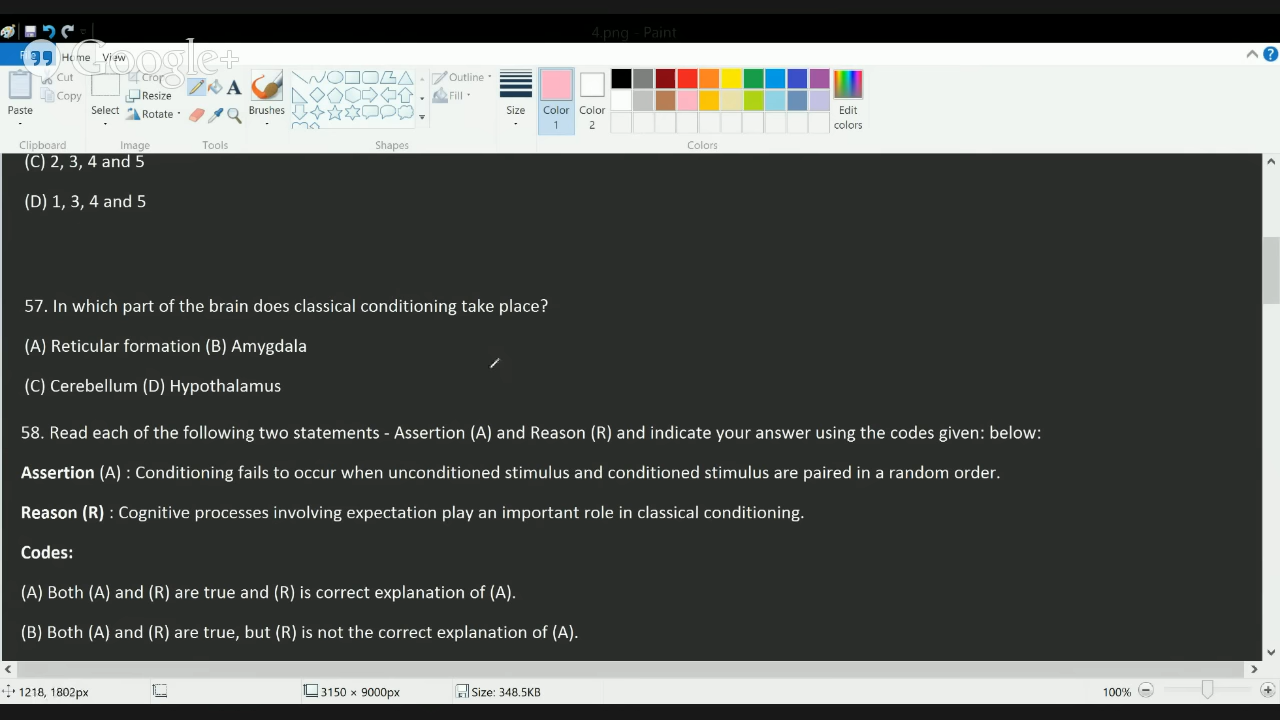 4.png - Paint
Google+
File Home View
Cut
Copy
Paste
Clipboard
Crop
Resize
Rotate
Select
Image
Tools
Brushes
Outline
Fill
Shapes
Size
Color 1
Color 2
Edit colors
Colors
(C) 2, 3, 4 and 5
(D) 1, 3, 4 and 5
57. In which part of the brain does classical conditioning take place?
(A) Reticular formation (B) Amygdala
(C) Cerebellum (D) Hypothalamus
58. Read each of the following two statements - Assertion (A) and Reason (R) and indicate your answer using the codes given: below:
Assertion (A) : Conditioning fails to occur when unconditioned stimulus and conditioned stimulus are paired in a random order.
Reason (R) : Cognitive processes involving expectation play an important role in classical conditioning.
Codes:
(A) Both (A) and (R) are true and (R) is correct explanation of (A).
(B) Both (A) and (R) are true, but (R) is not the correct explanation of (A).
1218, 1802px
3150 × 9000px
Size: 348.5KB
100%